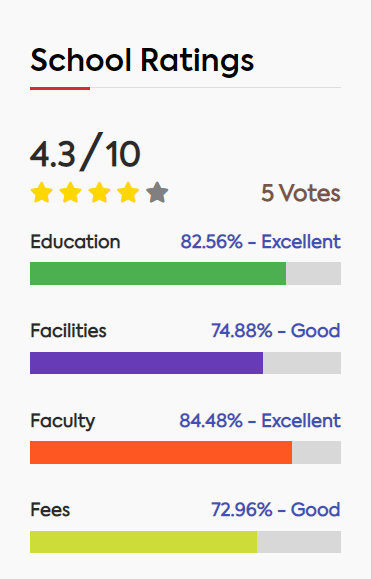 School Ratings
4.3/10
5 Votes
Education 82.56% - Excellent
Facilities 74.88% - Good
Faculty 84.48% - Excellent
Fees 72.96% - Good